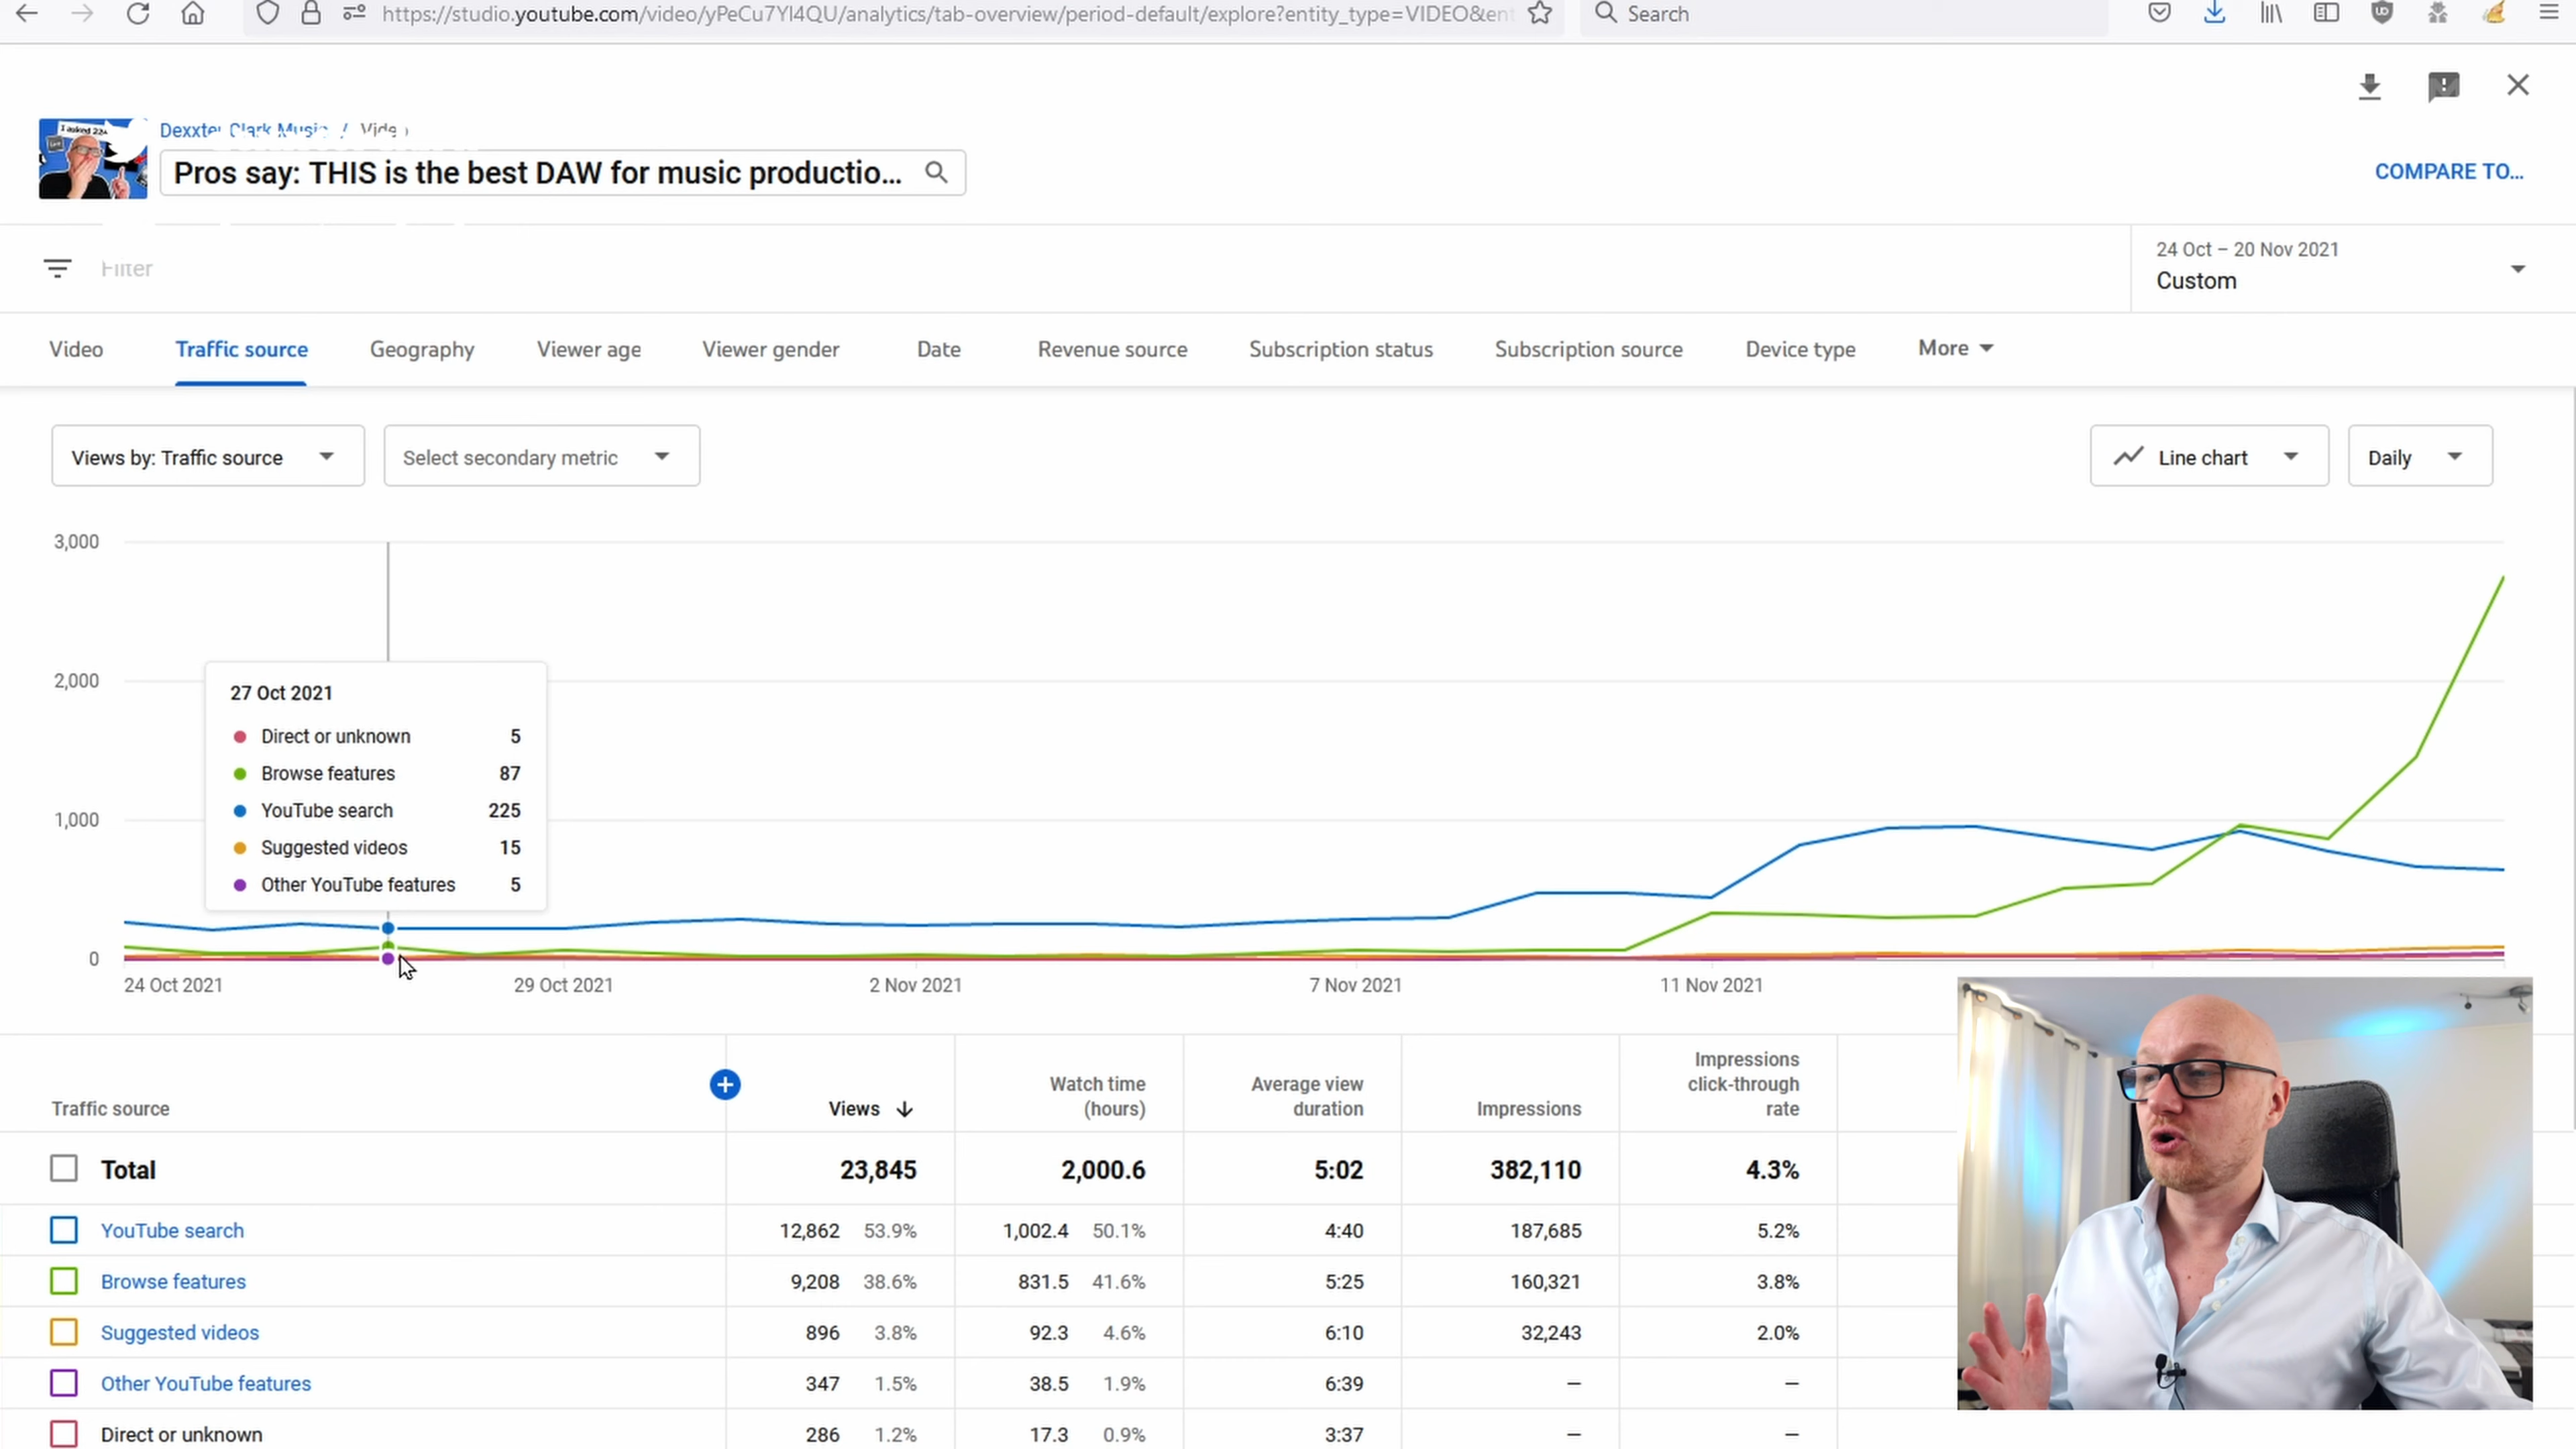 https://studio.youtube.com/video/yPeCu7Yl4QU/analytics/tab-overview/period-default/explore?entity_type=VIDEO&ent
Search
I asked 224
Dexxter Clark Music / Video
Pros say: THIS is the best DAW for music productio...
COMPARE TO...
Filter
24 Oct – 20 Nov 2021
Custom
Video Traffic source Geography Viewer age Viewer gender Date Revenue source Subscription status Subscription source Device type More
Views by: Traffic source Select secondary metric Line chart Daily
3,000
2,000
1,000
0
27 Oct 2021
Direct or unknown 5
Browse features 87
YouTube search 225
Suggested videos 15
Other YouTube features 5
24 Oct 2021 29 Oct 2021 2 Nov 2021 7 Nov 2021 11 Nov 2021
Traffic source Views Watch time (hours) Average view duration Impressions Impressions click-through rate
Total 23,845 2,000.6 5:02 382,110 4.3%
YouTube search 12,862 53.9% 1,002.4 50.1% 4:40 187,685 5.2%
Browse features 9,208 38.6% 831.5 41.6% 5:25 160,321 3.8%
Suggested videos 896 3.8% 92.3 4.6% 6:10 32,243 2.0%
Other YouTube features 347 1.5% 38.5 1.9% 6:39 — —
Direct or unknown 286 1.2% 17.3 0.9% 3:37 — —